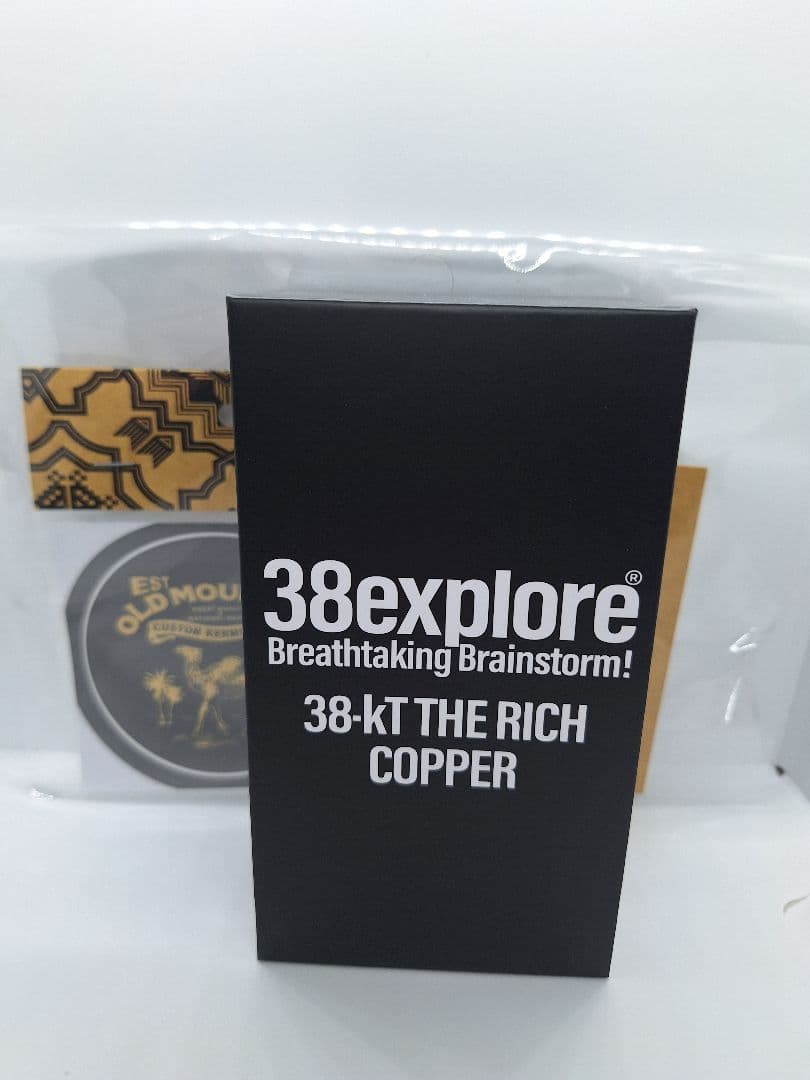 38explore®
Breathtaking Brainstorm!
38-kT THE RICH
COPPER
EST
OLD MOU
CUSTOM